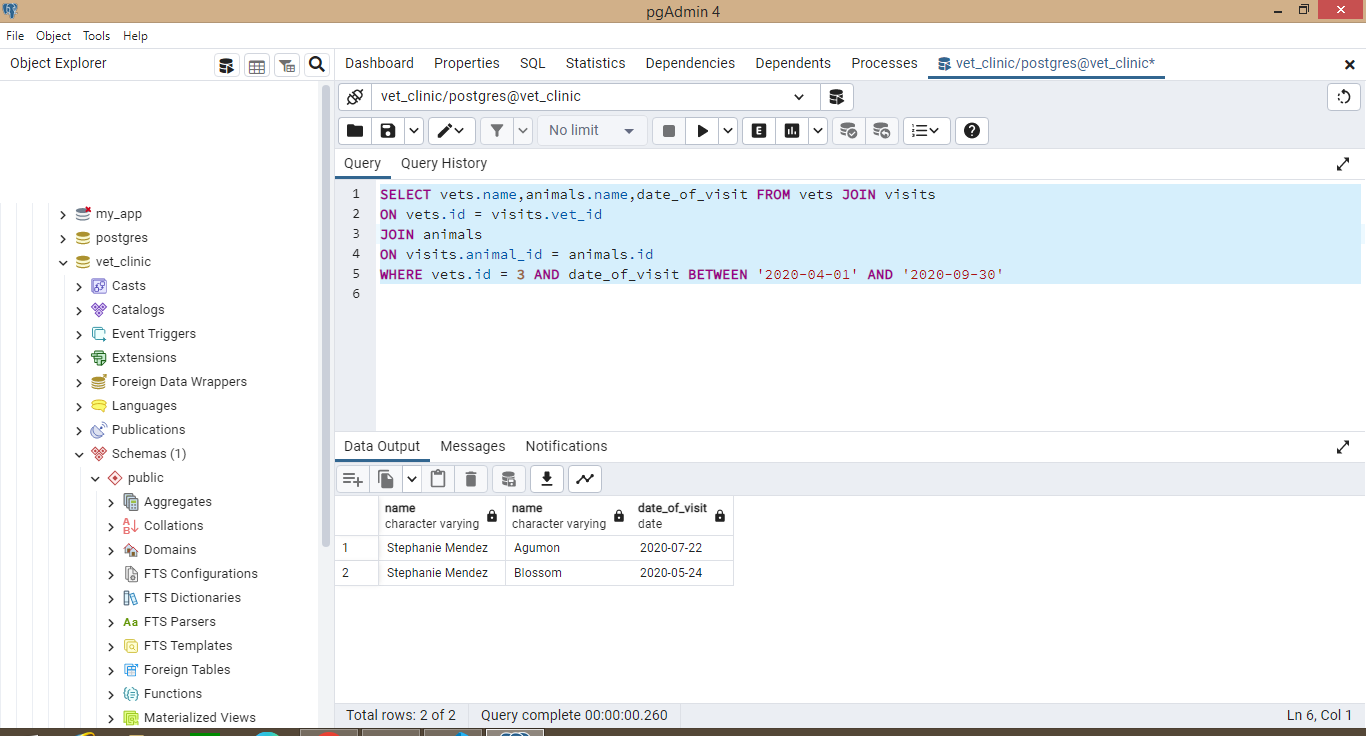 pgAdmin 4
File Object Tools Help
Object Explorer
Dashboard Properties SQL Statistics Dependencies Dependents Processes vet_clinic/postgres@vet_clinic*
vet_clinic/postgres@vet_clinic
No limit
E
Query Query History
1 SELECT vets.name,animals.name,date_of_visit FROM vets JOIN visits
2 ON vets.id = visits.vet_id
3 JOIN animals
4 ON visits.animal_id = animals.id
5 WHERE vets.id = 3 AND date_of_visit BETWEEN '2020-04-01' AND '2020-09-30'
6
my_app
postgres
vet_clinic
Casts
Catalogs
Event Triggers
Extensions
Foreign Data Wrappers
Languages
Publications
Schemas (1)
public
Aggregates
Collations
Domains
FTS Configurations
FTS Dictionaries
Aa FTS Parsers
FTS Templates
Foreign Tables
Functions
Materialized Views
Data Output Messages Notifications
name name date_of_visit
character varying character varying date
1 Stephanie Mendez Agumon 2020-07-22
2 Stephanie Mendez Blossom 2020-05-24
Total rows: 2 of 2 Query complete 00:00:00.260 Ln 6, Col 1